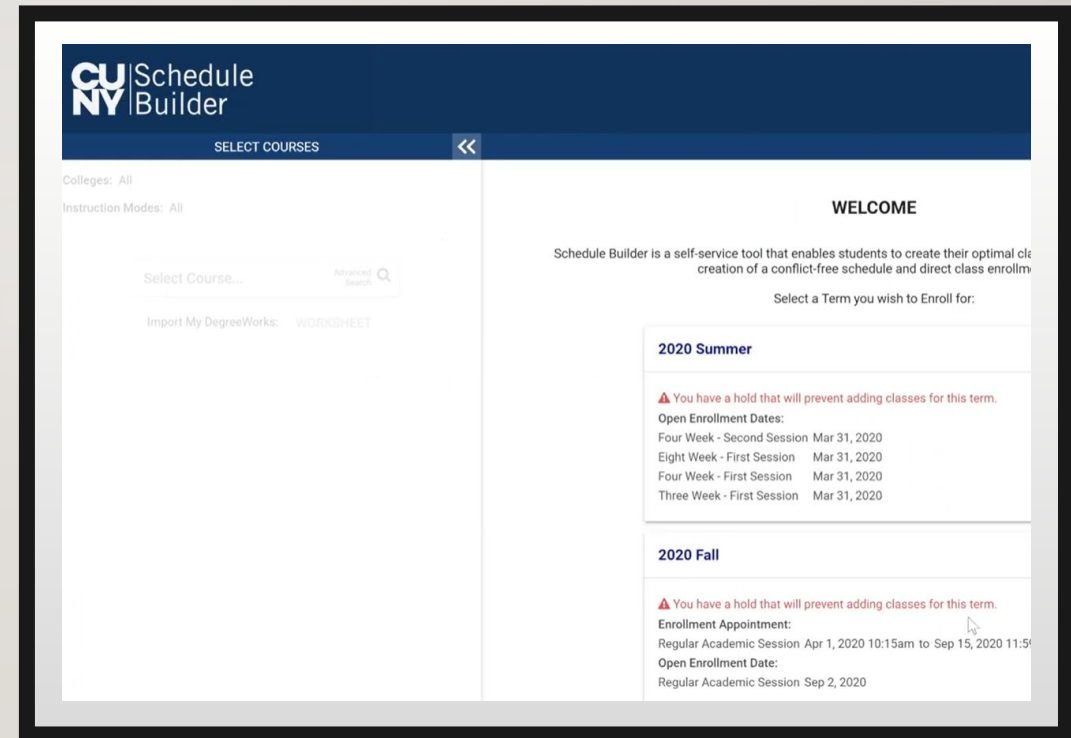 CUNY Schedule Builder
SELECT COURSES
Colleges: All
Instruction Modes: All
Select Course...
Advanced Search
Import My DegreeWorks: WORKSHEET
WELCOME
Schedule Builder is a self-service tool that enables students to create their optimal
creation of a conflict-free schedule and direct class
Select a Term you wish to Enroll for:
2020 Summer
You have a hold that will prevent adding classes for this term.
Open Enrollment Dates:
Four Week - Second Session Mar 31, 2020
Eight Week - First Session Mar 31, 2020
Four Week - First Session Mar 31, 2020
Three Week - First Session Mar 31, 2020
2020 Fall
You have a hold that will prevent adding classes for this term.
Enrollment Appointment:
Regular Academic Session Apr 1, 2020 10:15am to Sep 15, 2020
Open Enrollment Date:
Regular Academic Session Sep 2, 2020